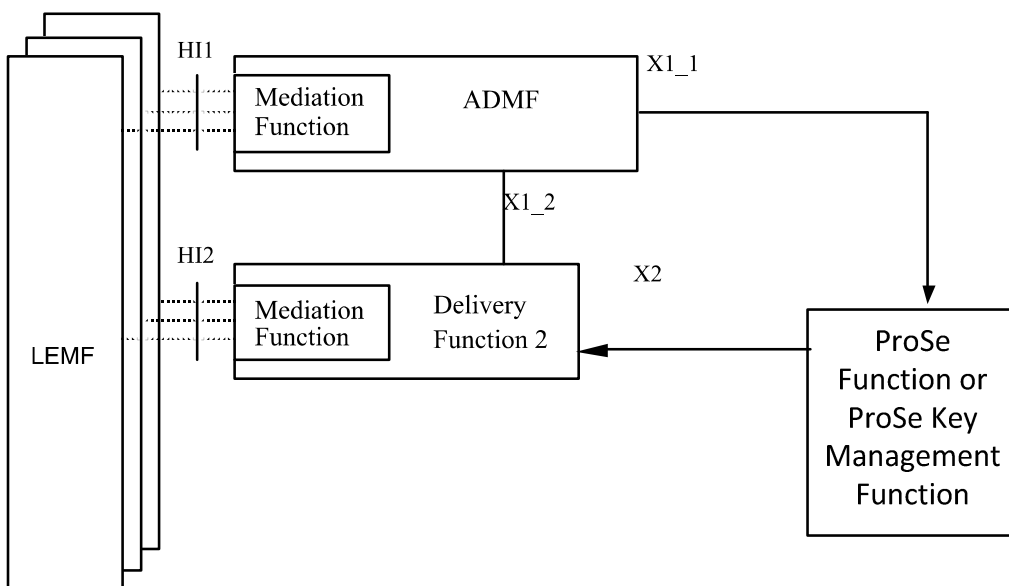 HI1
X1_1
Mediation
Function
ADMF
X1_2
HI2
X2
Mediation
Function
Delivery
Function 2
LEMF
ProSe
Function or
ProSe Key
Management
Function